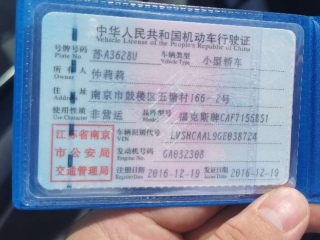 中华人民共和国机动车行驶证
Vehicle License of the People's Republic of China
号牌号码 苏A3628U 车辆类型 小型轿车
Plate No. Vehicle Type
所有人 仲莉莉
Owner
住址 南京市鼓楼区五塘村166-2号
Address
使用性质 非营运 品牌型号 福克斯牌CAF7155B51
Use Character Model
江苏省南京市公安局交通管理局
车辆识别代号 LVSHCAAL9GE038724
VIN
发动机号码 GA032308
Engine No.
注册日期 2016-12-19 发证日期 2016-12-19
Register Date Issue Date